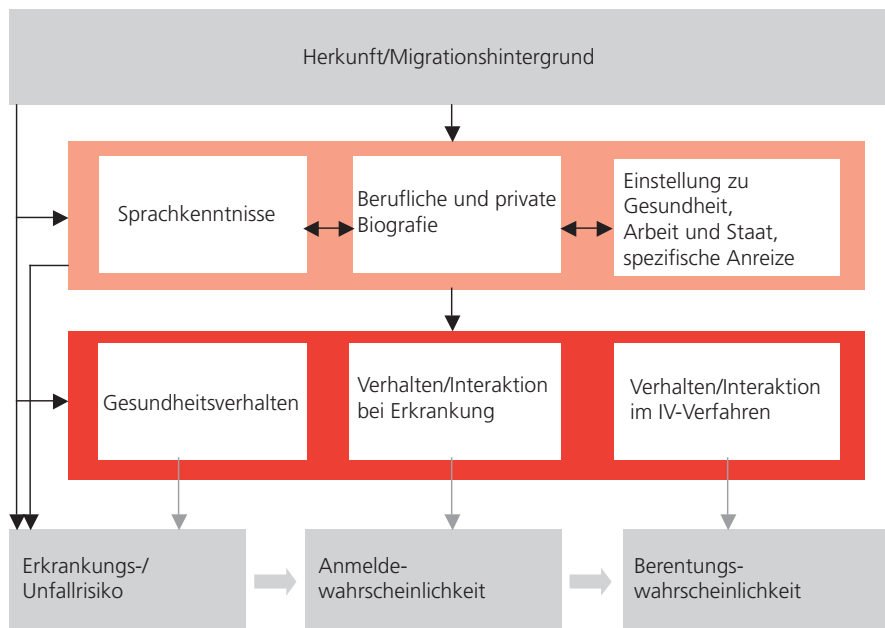 Herkunft/Migrationshintergrund
Sprachkenntnisse
Berufliche und private
Biografie
Einstellung zu
Gesundheit,
Arbeit und Staat,
spezifische Anreize
Gesundheitsverhalten
Verhalten/Interaktion
bei Erkrankung
Verhalten/Interaktion
im IV-Verfahren
Erkrankungs-/
Unfallrisiko
Anmelde-
wahrscheinlichkeit
Berentungs-
wahrscheinlichkeit